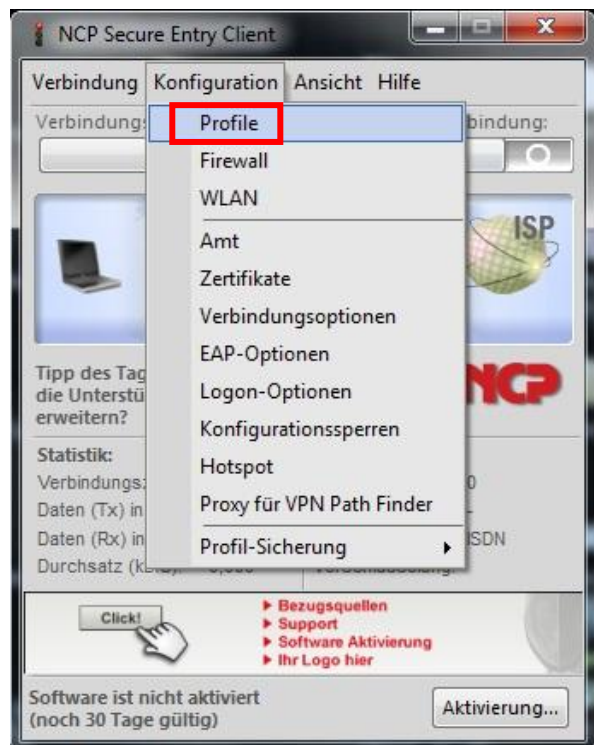 NCP Secure Entry Client
Verbindung Konfiguration Ansicht Hilfe
bindung:
Profile
Firewall
WLAN
Amt
Zertifikate
Verbindungsoptionen
EAP-Optionen
Logon-Optionen
Konfigurationssperren
Hotspot
Proxy für VPN Path Finder
Profil-Sicherung
ISP
Tipp des Tag
die Unterstü
erweitern?
NCP
Statistik:
Daten (Tx) in
Daten (Rx) in
ISDN
Durchsatz
Click!
Bezugsquellen
Support
Software Aktivierung
Ihr Logo hier
Software ist nicht aktiviert
(noch 30 Tage gültig)
Aktivierung...